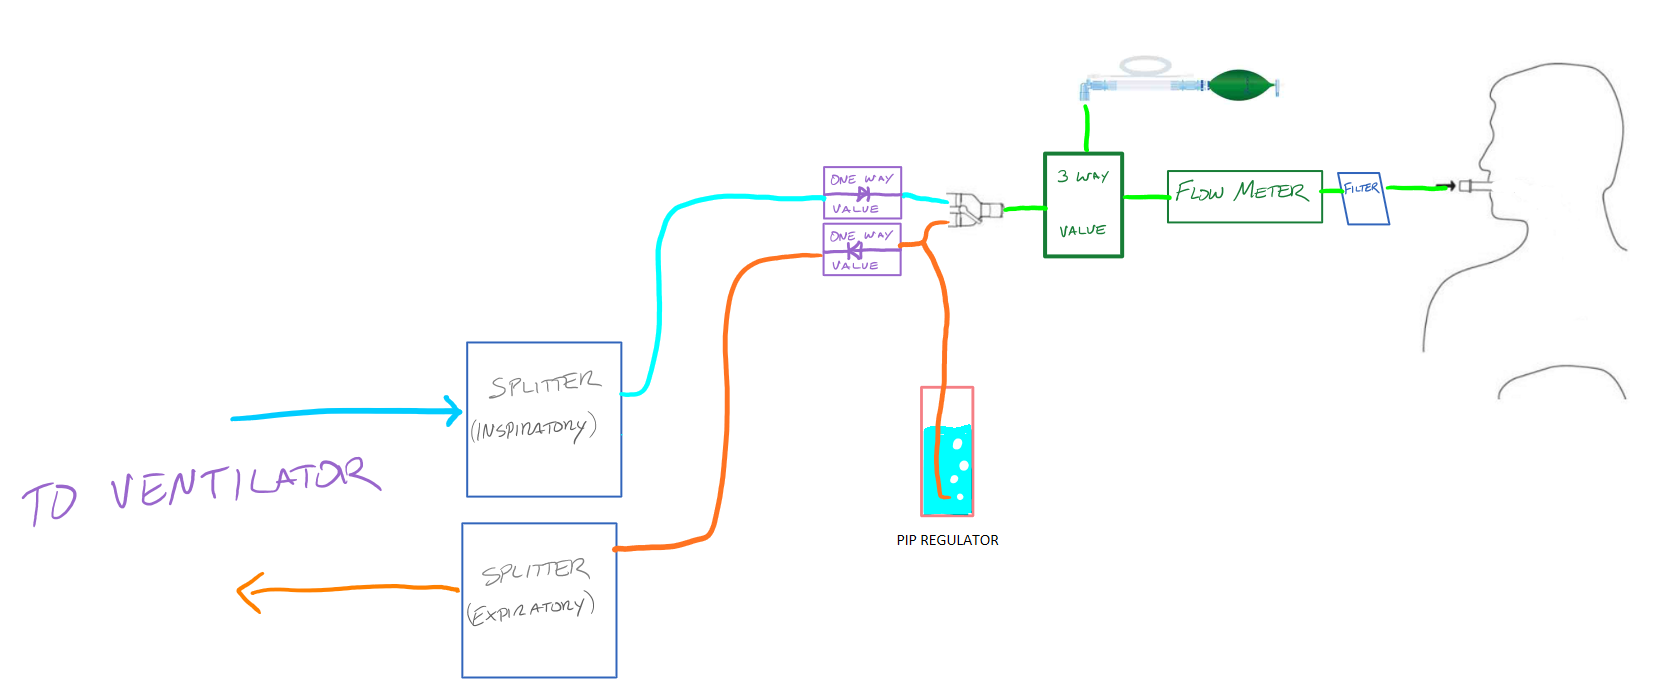 ONE WAY
VALUE
ONE WAY
VALUE
3 WAY
VALUE
FLOW METER
FILTER
SPLITTER
(INSPIRATORY)
TO VENTILATOR
SPLITTER
(EXPIRATORY)
PIP REGULATOR